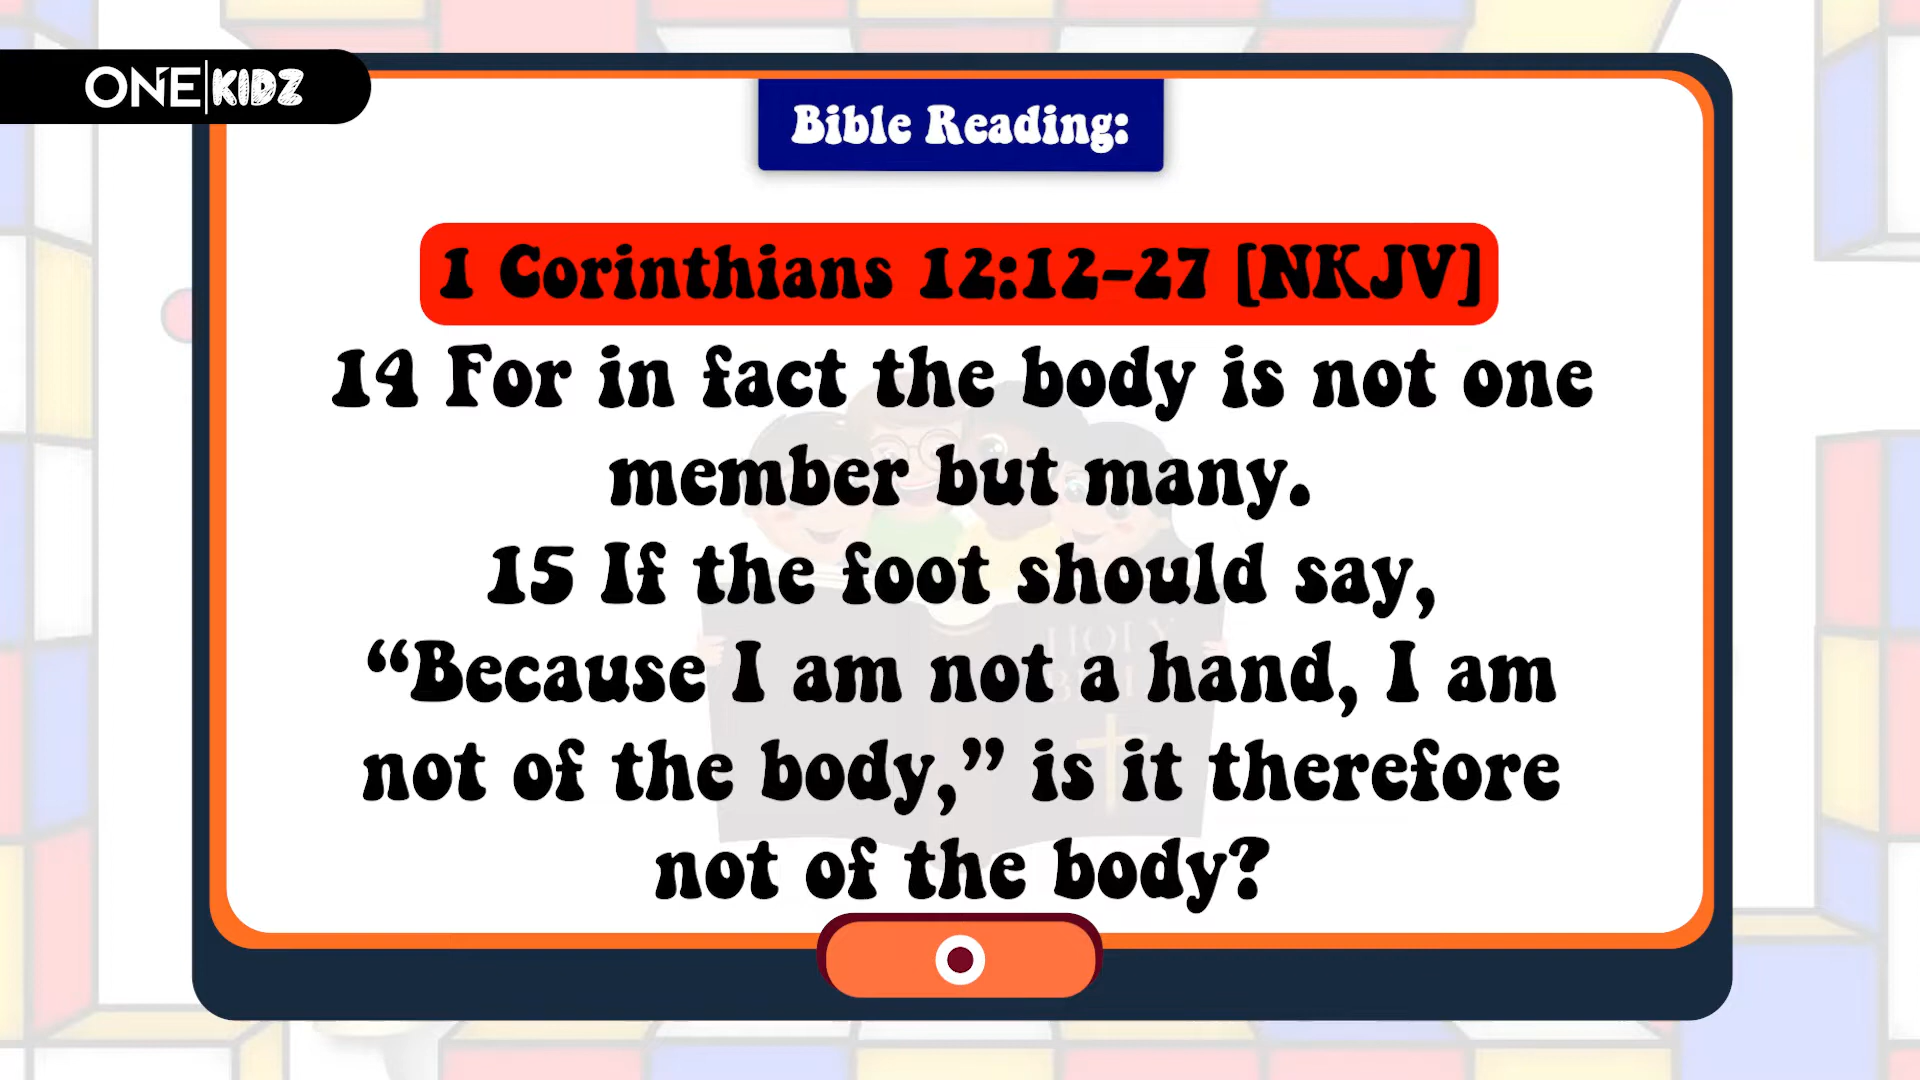 ONE|KIDZ
Bible Reading:
1 Corinthians 12:12-27 [NKJV]
14 For in fact the body is not one
member but many.
15 If the foot should say,
“Because I am not a hand, I am
not of the body,” is it therefore
not of the body?
HOLY